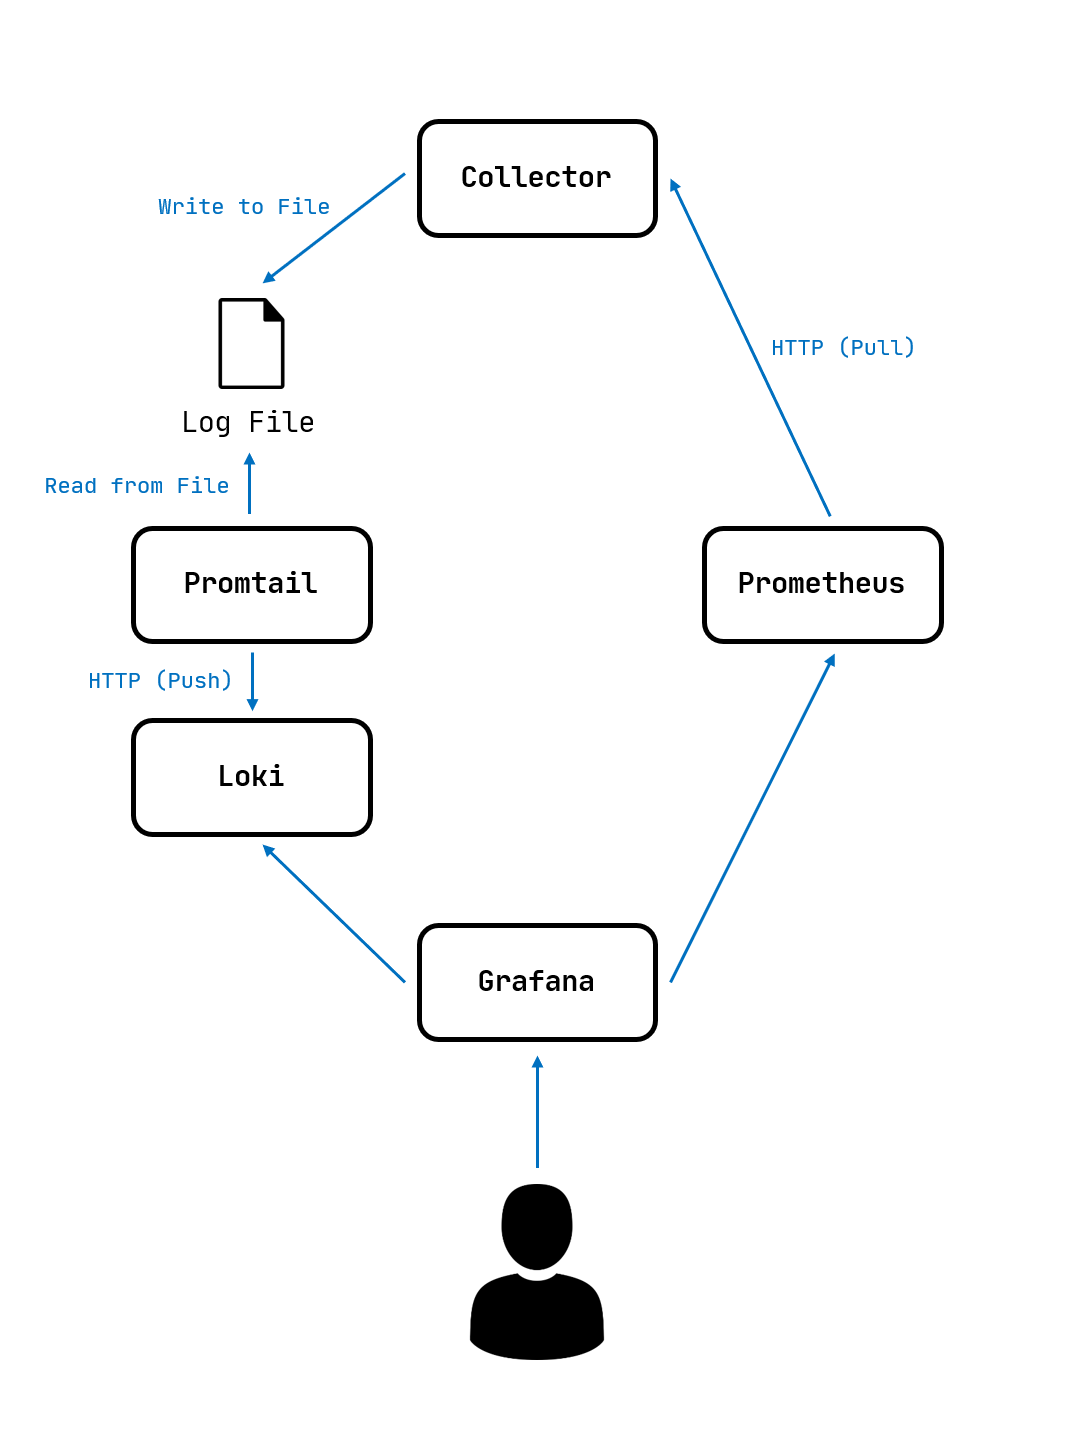 Collector
Write to File
HTTP (Pull)
Log File
Read from File
Promtail
Prometheus
HTTP (Push)
Loki
Grafana